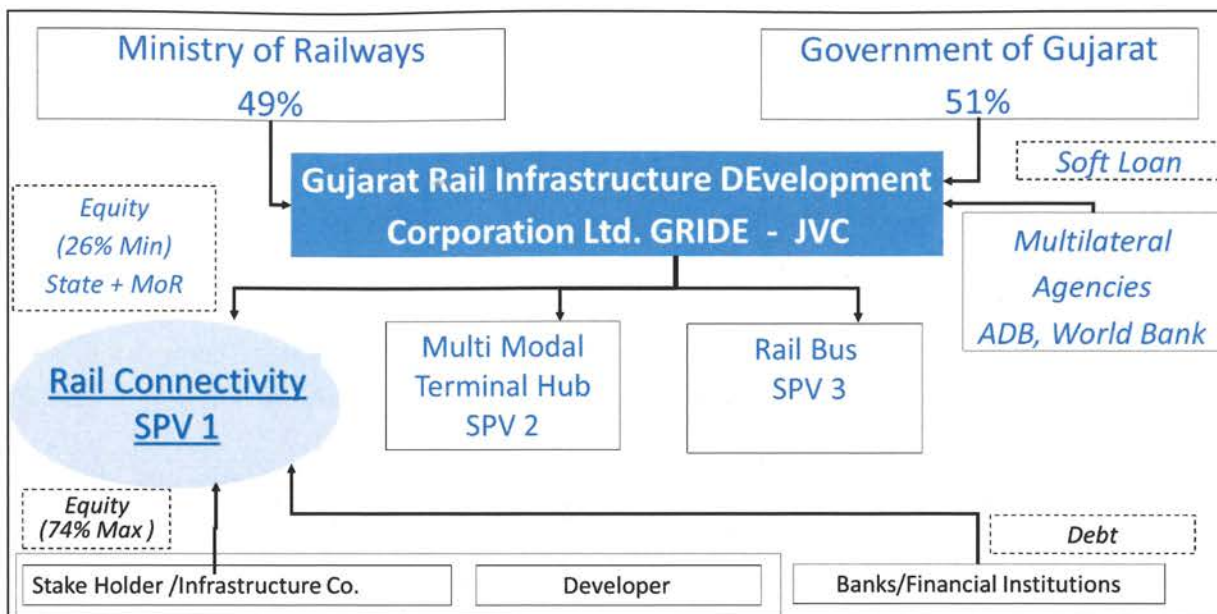 Ministry of Railways
49%
Government of Gujarat
51%
Soft Loan
Gujarat Rail Infrastructure DEvelopment
Corporation Ltd. GRIDE - JVC
Equity
(26% Min)
State + MoR
Multilateral
Agencies
ADB, World Bank
Rail Connectivity
SPV 1
Multi Modal
Terminal Hub
SPV 2
Rail Bus
SPV 3
Equity
(74% Max )
Debt
Stake Holder /Infrastructure Co.
Developer
Banks/Financial Institutions